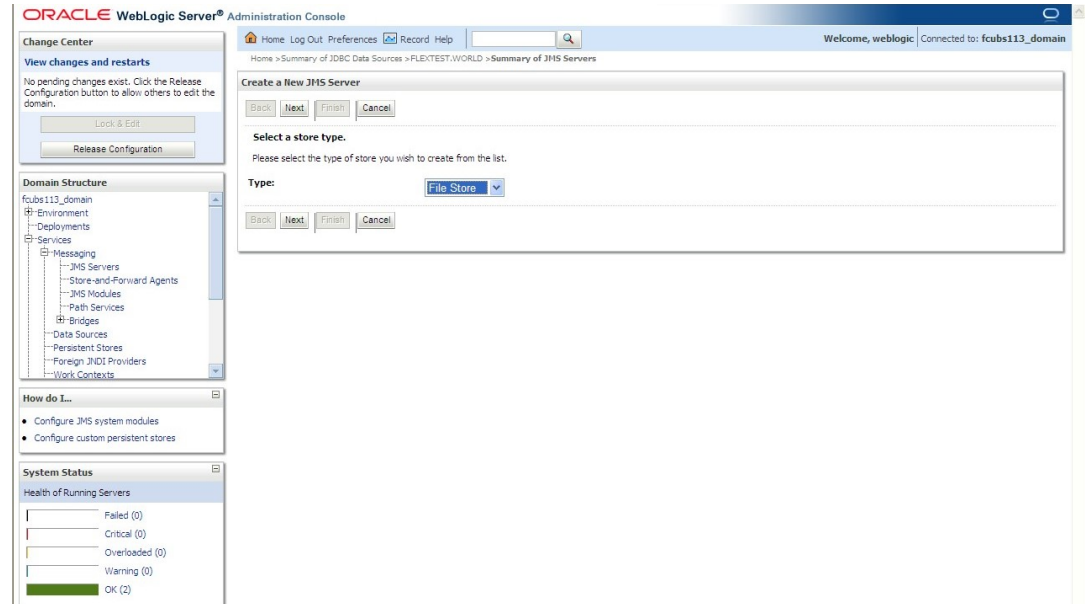 ORACLE WebLogic Server® Administration Console
Change Center
View changes and restarts
No pending changes exist. Click the Release
Configuration button to allow others to edit the
domain.
Lock & Edit
Release Configuration
Domain Structure
fcubs113_domain
Environment
Deployments
Services
Messaging
JMS Servers
Store-and-Forward Agents
JMS Modules
Path Services
Bridges
Data Sources
Persistent Stores
Foreign JNDI Providers
Work Contexts
How do I...
Configure JMS system modules
Configure custom persistent stores
System Status
Health of Running Servers
Failed (0)
Critical (0)
Overloaded (0)
Warning (0)
OK (2)
Home Log Out Preferences Record Help
Welcome, weblogic Connected to: fcubs113_domain
Home >Summary of JDBC Data Sources >FLEXTEST.WORLD >Summary of JMS Servers
Create a New JMS Server
Back Next Finish Cancel
Select a store type.
Please select the type of store you wish to create from the list.
Type: File Store
Back Next Finish Cancel